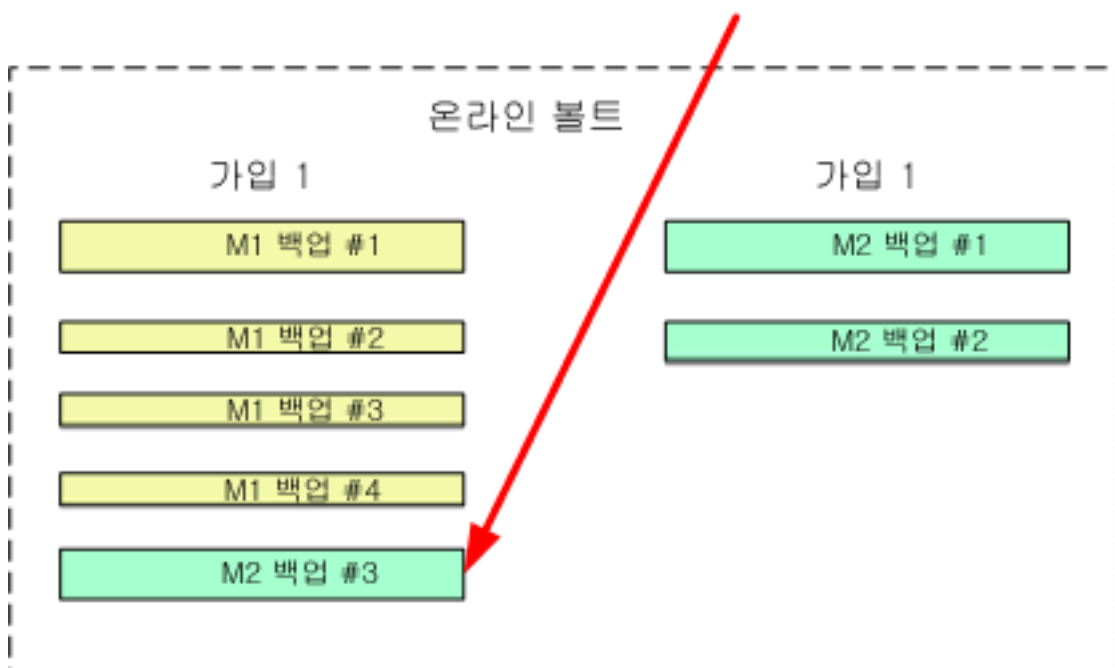 온라인 볼트
가입 1
M1 백업 #1
M1 백업 #2
M1 백업 #3
M1 백업 #4
M2 백업 #3
가입 1
M2 백업 #1
M2 백업 #2